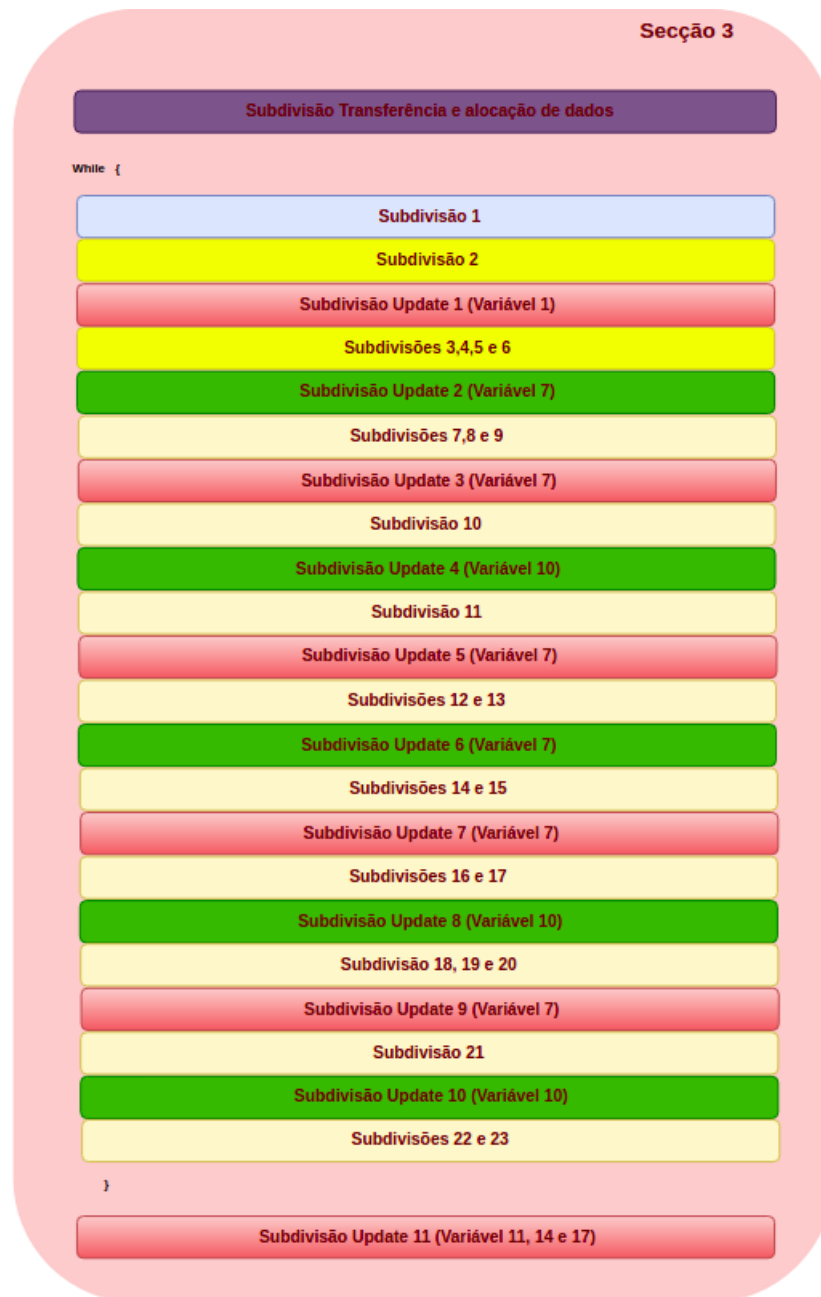 Secção 3
Subdivisão Transferência e alocação de dados
While {
Subdivisão 1
Subdivisão 2
Subdivisão Update 1 (Variável 1)
Subdivisões 3,4,5 e 6
Subdivisão Update 2 (Variável 7)
Subdivisões 7,8 e 9
Subdivisão Update 3 (Variável 7)
Subdivisão 10
Subdivisão Update 4 (Variável 10)
Subdivisão 11
Subdivisão Update 5 (Variável 7)
Subdivisões 12 e 13
Subdivisão Update 6 (Variável 7)
Subdivisões 14 e 15
Subdivisão Update 7 (Variável 7)
Subdivisões 16 e 17
Subdivisão Update 8 (Variável 10)
Subdivisão 18, 19 e 20
Subdivisão Update 9 (Variável 7)
Subdivisão 21
Subdivisão Update 10 (Variável 10)
Subdivisões 22 e 23
}
Subdivisão Update 11 (Variável 11, 14 e 17)